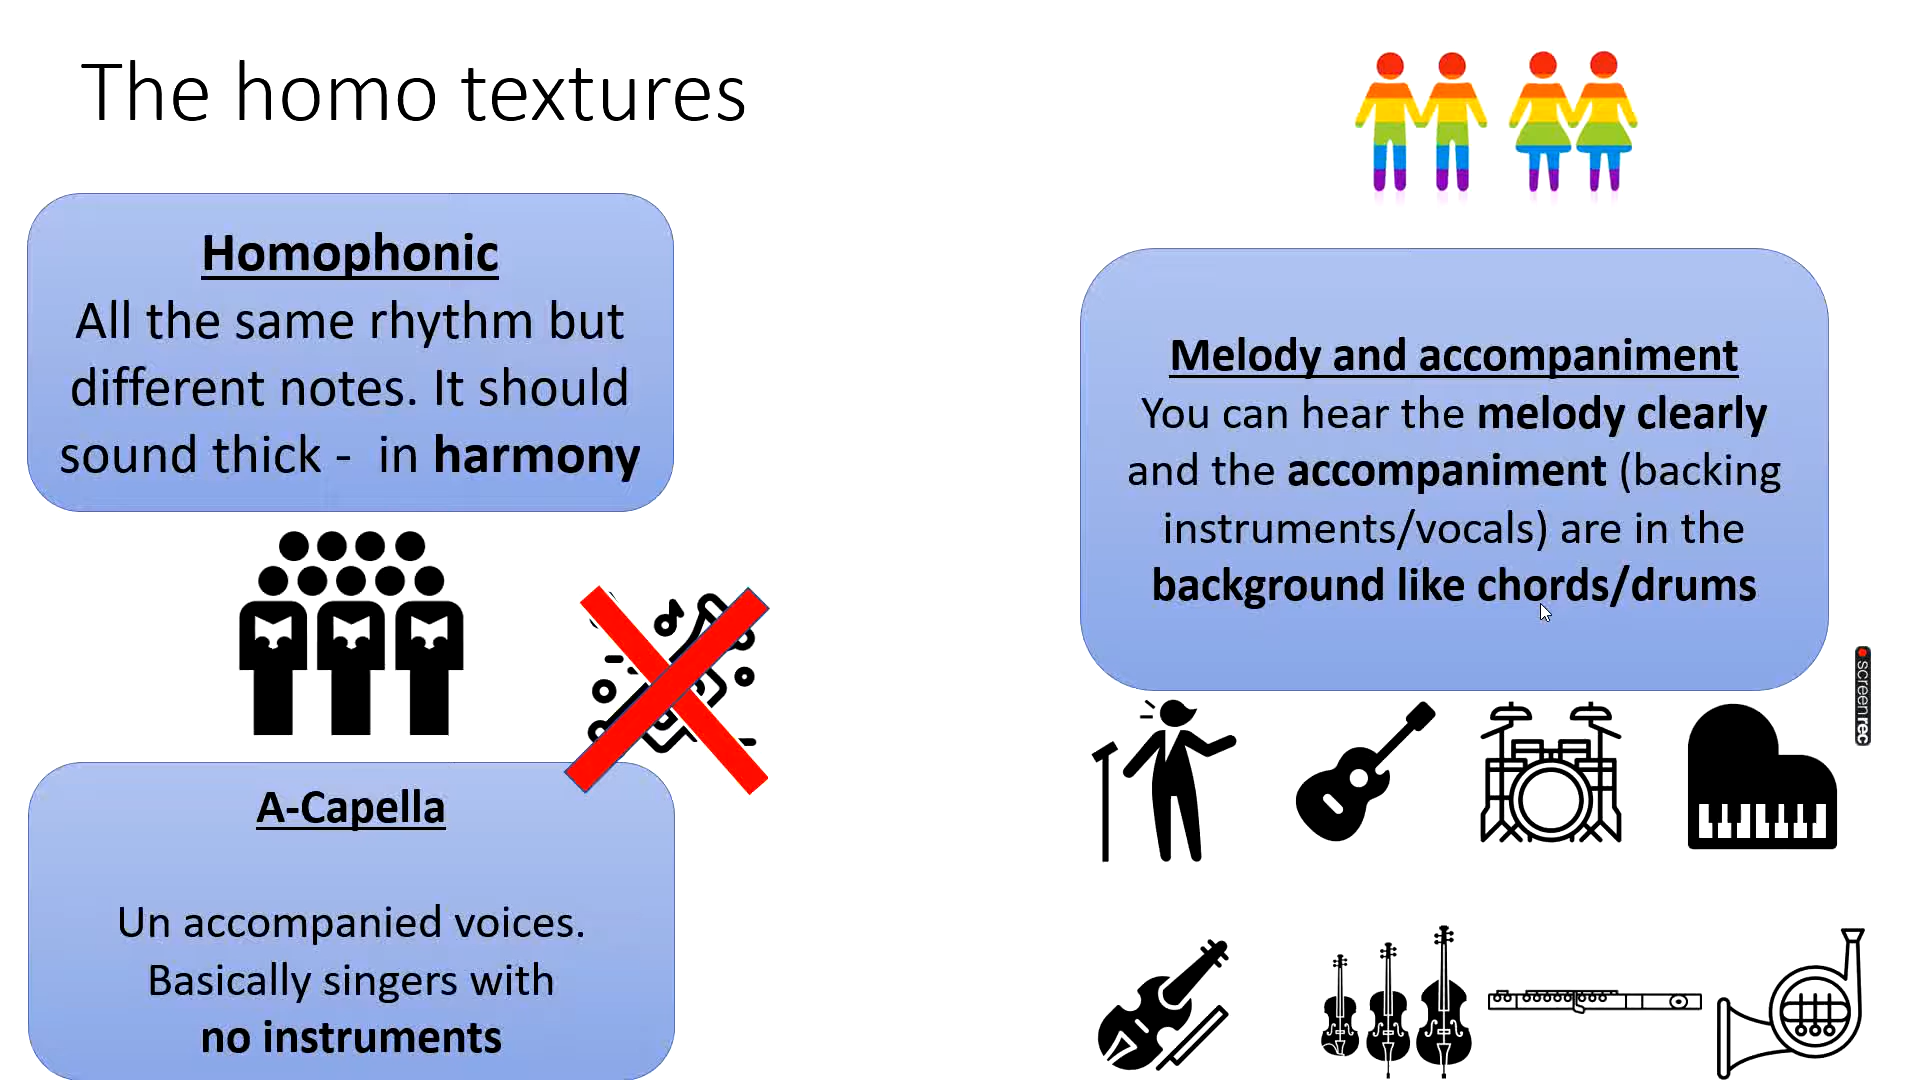 The homo textures
Homophonic
All the same rhythm but
different notes. It should
sound thick -  in harmony
A-Capella
Un accompanied voices.
Basically singers with
no instruments
Melody and accompaniment
You can hear the melody clearly
and the accompaniment (backing
instruments/vocals) are in the
background like chords/drums
screenrec